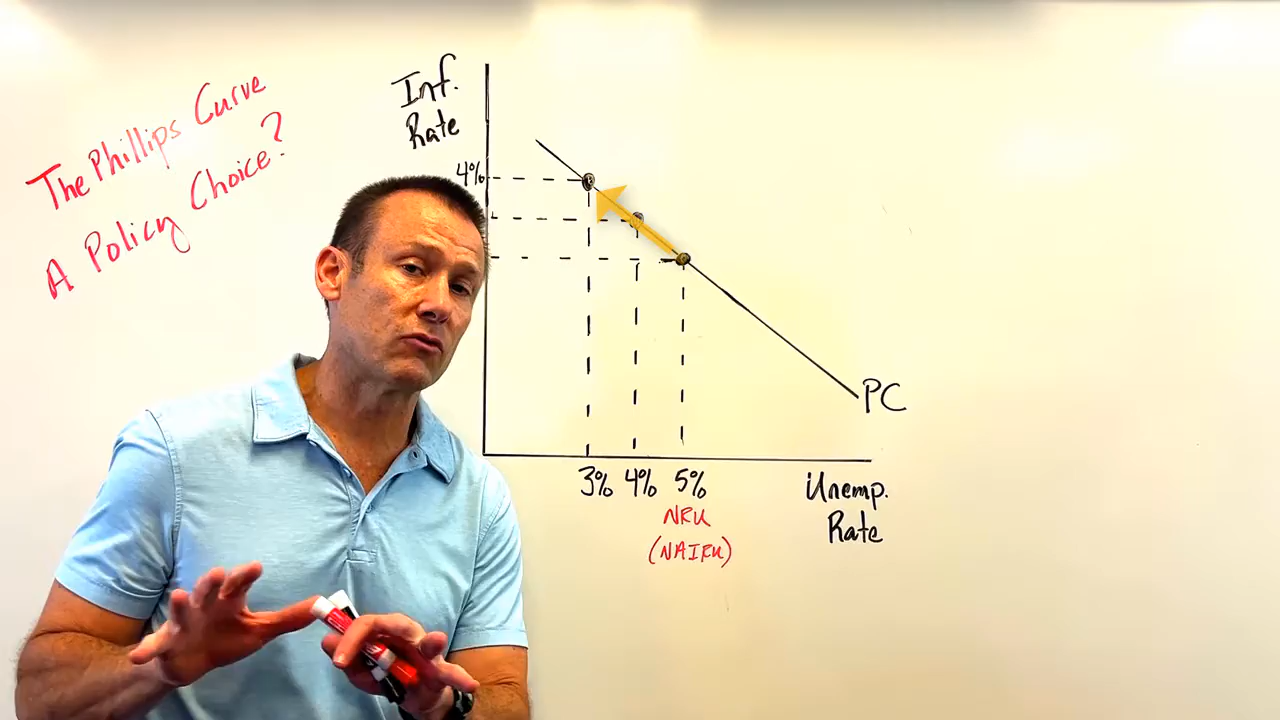 The Phillips Curve
A Policy Choice?
Inf.
Rate
4%
PC
3% 4% 5%
NRU
(NAIRU)
Unemp.
Rate